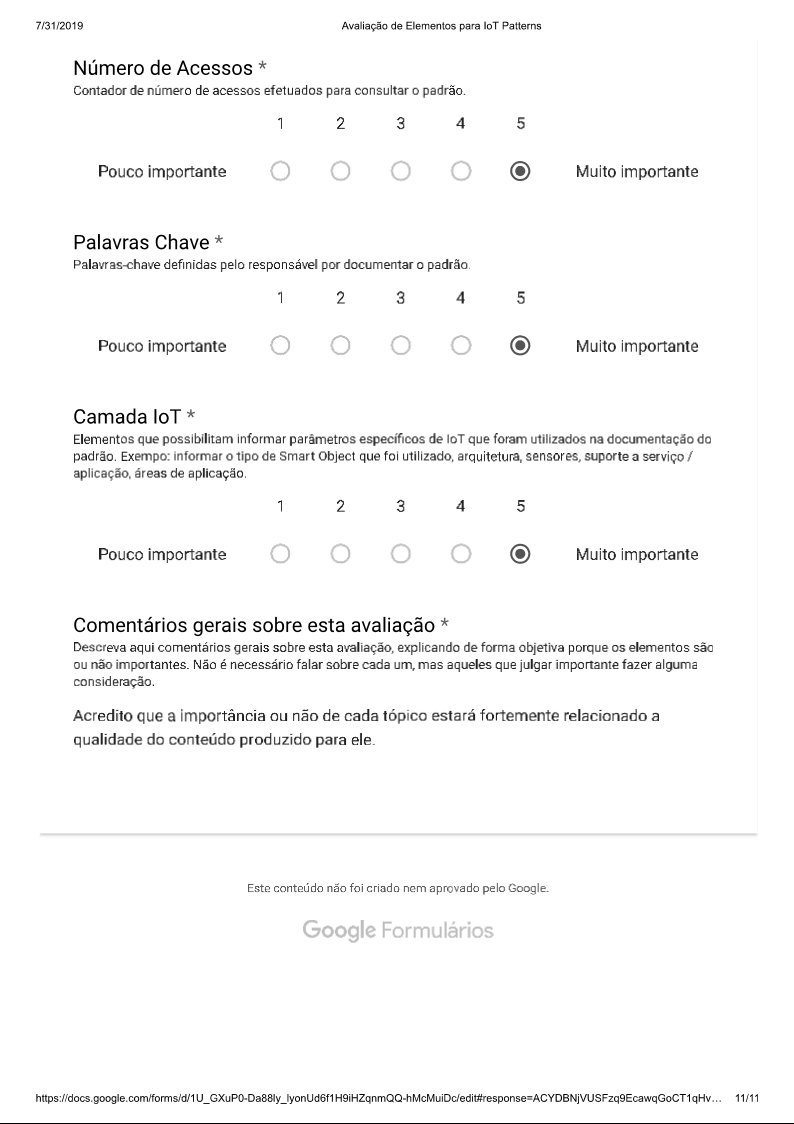 7/31/2019 Avaliação de Elementos para IoT Patterns
Número de Acessos *
Contador de número de acessos efetuados para consultar o padrão.
1 2 3 4 5
Pouco importante Muito importante
Palavras Chave *
Palavras-chave definidas pelo responsável por documentar o padrão.
1 2 3 4 5
Pouco importante Muito importante
Camada IoT *
Elementos que possibilitam informar parâmetros específicos de IoT que foram utilizados na documentação do
padrão. Exempo: informar o tipo de Smart Object que foi utilizado, arquitetura, sensores, suporte a serviço /
aplicação, áreas de aplicação.
1 2 3 4 5
Pouco importante Muito importante
Comentários gerais sobre esta avaliação *
Descreva aqui comentários gerais sobre esta avaliação, explicando de forma objetiva porque os elementos são
ou não importantes. Não é necessário falar sobre cada um, mas aqueles que julgar importante fazer alguma
consideração.
Acredito que a importância ou não de cada tópico estará fortemente relacionado a
qualidade do conteúdo produzido para ele.
Este conteúdo não foi criado nem aprovado pelo Google.
Google Formulários
https://docs.google.com/forms/d/1U_GXuP0-Da88ly_lyonUd6f1H9iHZqnmQQ-hMcMuiDc/edit#response=ACYDBNjVUSFzq9EcawqGoCT1qHv… 11/11